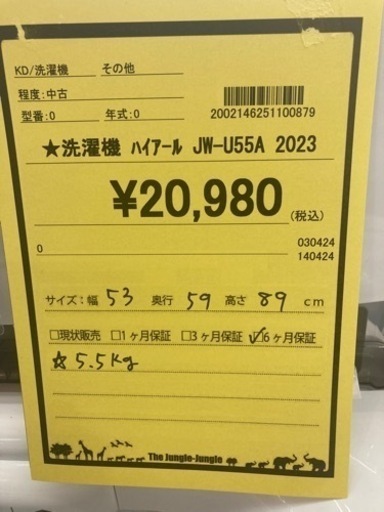 KD/洗濯機 その他
程度:中古
型番:0 年式:0
2002146251100879
★洗濯機 ﾊｲｱｰﾙ JW-U55A 2023
¥20,980(税込)
0 030424
140424
サイズ:幅 53 奥行 59 高さ 89 cm
□現状販売 □1ヶ月保証 □3ヶ月保証 ☑6ヶ月保証
☆5.5Kg
The Jungle-Jungle